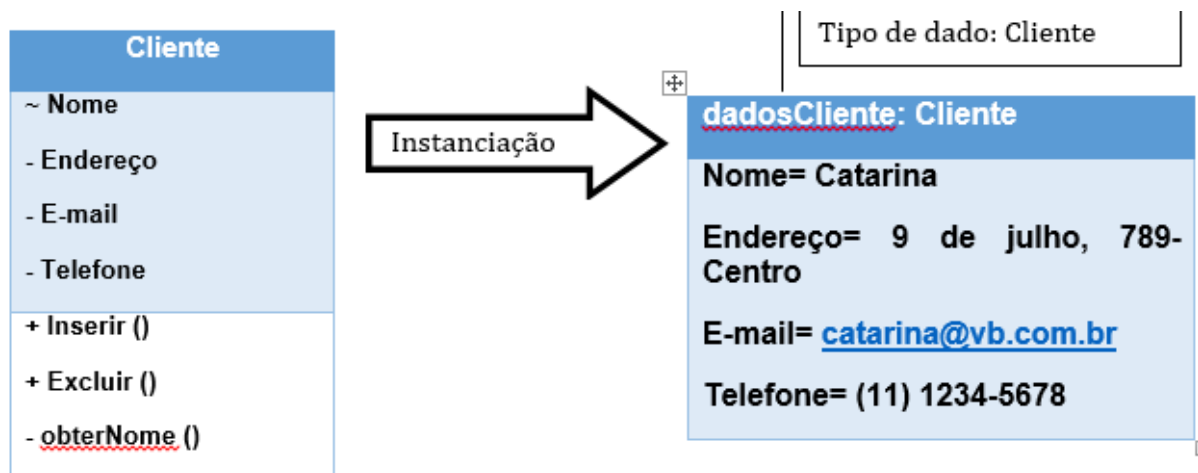 Cliente
~ Nome
- Endereço
- E-mail
- Telefone
+ Inserir ()
+ Excluir ()
- obterNome ()
Instanciação
Tipo de dado: Cliente
dadosCliente: Cliente
Nome= Catarina
Endereço= 9 de julho, 789-
Centro
E-mail= catarina@vb.com.br
Telefone= (11) 1234-5678